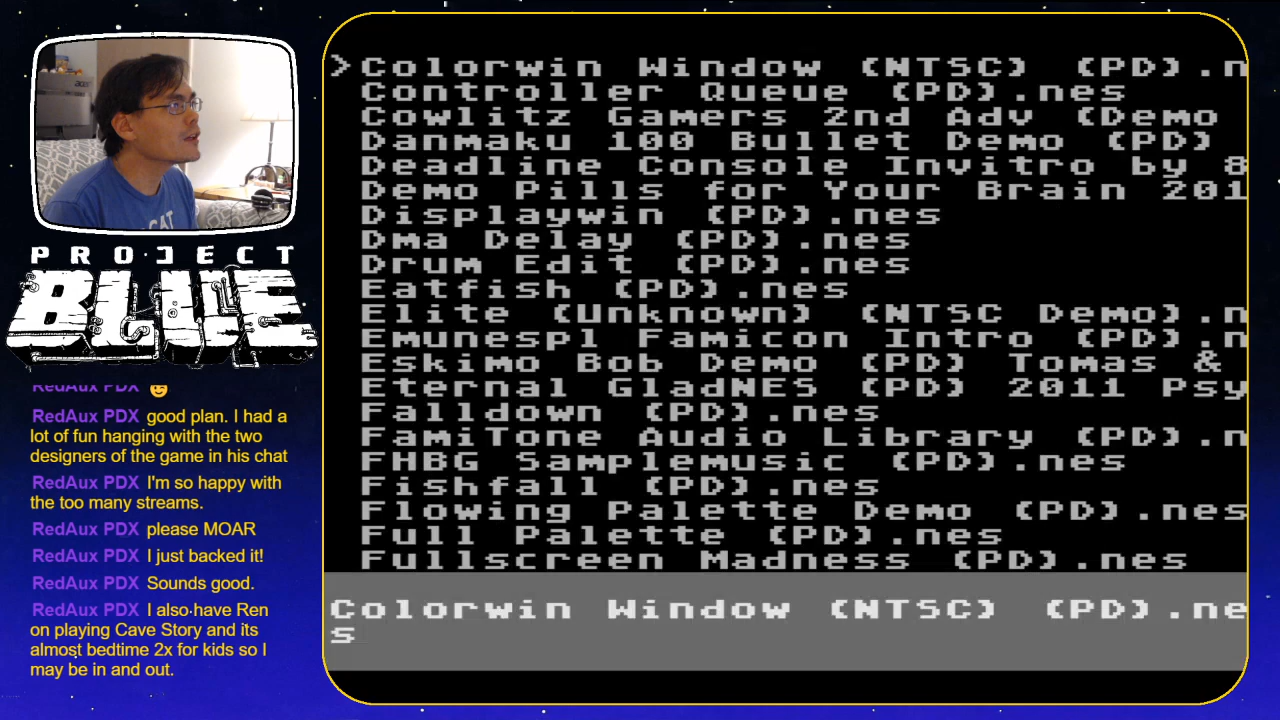 PROJECT
BLUE
RedAux PDX 😉
RedAux PDX good plan. I had a
lot of fun hanging with the two
designers of the game in his chat
RedAux PDX I'm so happy with
the too many streams.
RedAux PDX please MOAR
RedAux PDX I just backed it!
RedAux PDX Sounds good.
RedAux PDX I also have Ren
on playing Cave Story and its
almost bedtime 2x for kids so I
may be in and out.
>Colorwin Window (NTSC) (PD).n
Controller Queue (PD).nes
Cowlitz Gamers 2nd Adv (Demo
Danmaku 100 Bullet Demo (PD)
Deadline Console Invitro by 8
Demo Pills for Your Brain 201
Displaywin (PD).nes
Dma Delay (PD).nes
Drum Edit (PD).nes
Eatfish (PD).nes
Elite (Unknown) (NTSC Demo).n
Emunespl Famicon Intro (PD).n
Eskimo Bob Demo (PD) Tomas &
Eternal GladNES (PD) 2011 Psy
Falldown (PD).nes
FamiTone Audio Library (PD).n
FHBG Samplemusic (PD).nes
Fishfall (PD).nes
Flowing Palette Demo (PD).nes
Full Palette (PD).nes
Fullscreen Madness (PD).nes
Colorwin Window (NTSC) (PD).ne
s